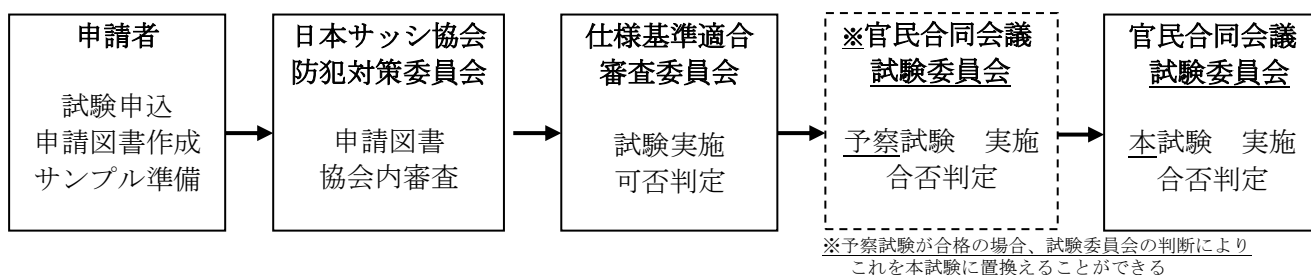 申請者
試験申込
申請図書作成
サンプル準備
日本サッシ協会
防犯対策委員会
申請図書
協会内審査
仕様基準適合
審査委員会
試験実施
可否判定
※官民合同会議
試験委員会
予察試験　実施
合否判定
官民合同会議
試験委員会
本試験　実施
合否判定
※予察試験が合格の場合、試験委員会の判断により
これを本試験に置換えることができる